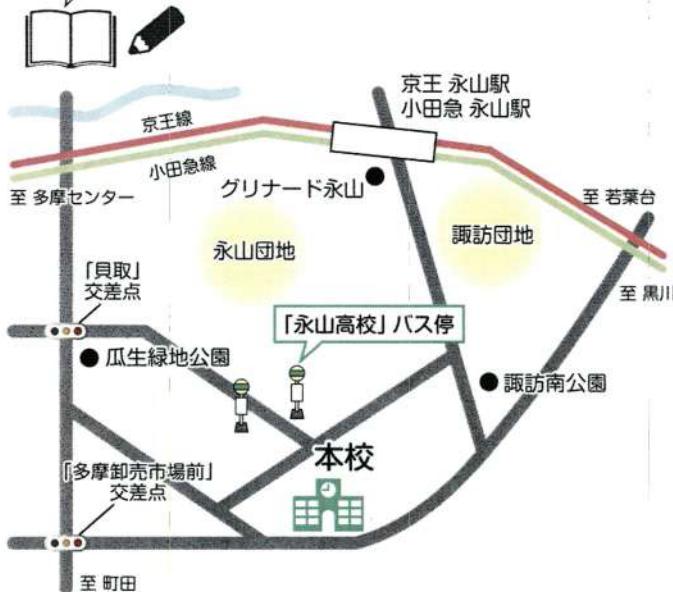 京王 永山駅
小田急 永山駅
京王線
小田急線
至 多摩センター
グリナード永山
至 若葉台
永山団地
諏訪団地
「貝取」
交差点
至 黒川
「永山高校」バス停
瓜生緑地公園
諏訪南公園
本校
「多摩卸売市場前」
交差点
至 町田